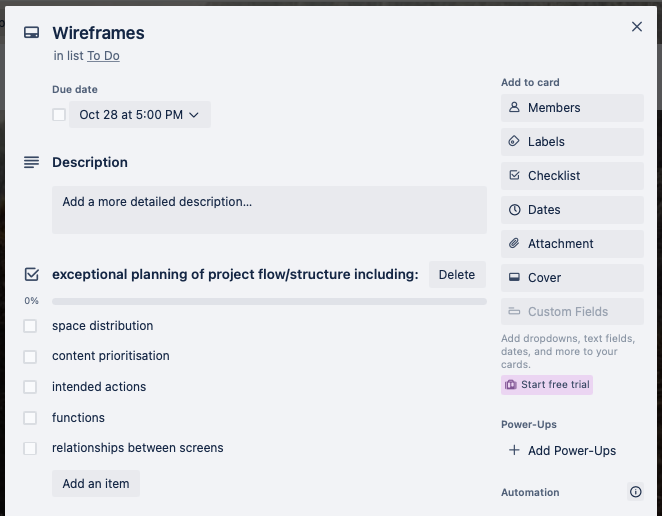 Wireframes
in list To Do
Due date
Oct 28 at 5:00 PM
Description
Add a more detailed description...
exceptional planning of project flow/structure including:
Delete
0%
space distribution
content prioritisation
intended actions
functions
relationships between screens
Add an item
Add to card
Members
Labels
Checklist
Dates
Attachment
Cover
Custom Fields
Add dropdowns, text fields,
dates, and more to your
cards.
Start free trial
Power-Ups
Add Power-Ups
Automation